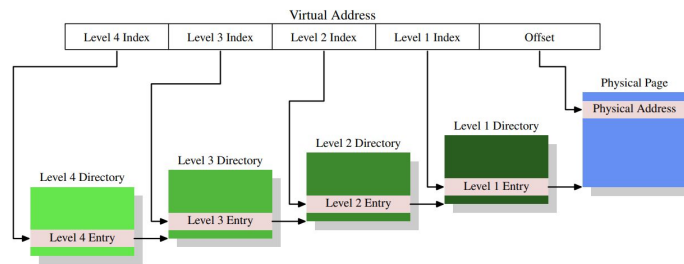 Virtual Address
Level 4 Index Level 3 Index Level 2 Index Level 1 Index Offset
Physical Page
Physical Address
Level 1 Directory
Level 2 Directory
Level 3 Directory
Level 4 Directory
Level 1 Entry
Level 2 Entry
Level 3 Entry
Level 4 Entry